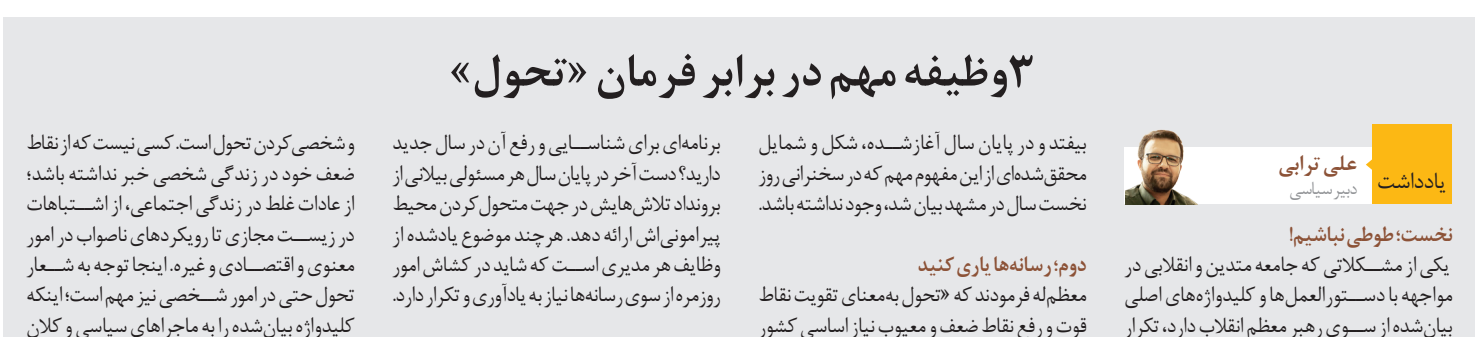 ۳وظیفه مهم در برابر فرمان «تحول»
یادداشت
علی ترابی
دبیر سیاسی
نخست؛ طوطی نباشیم!
یکی از مشکلاتی که جامعه متدین و انقلابی در
مواجهه با دستورالعمل‌ها و کلیدواژه‌های اصلی
بیان‌شده از سوی رهبر معظم انقلاب دارد، تکرار
بیفتد و در پایان سال آغازشده، شکل و شمایل
محقق‌شده‌ای از این مفهوم مهم که در سخنرانی روز
نخست سال در مشهد بیان شد، وجود نداشته باشد.
دوم؛ رسانه‌ها یاری کنید
معظم‌له فرمودند که «تحول به‌معنای تقویت نقاط
قوت و رفع نقاط ضعف و معیوب نیاز اساسی کشور
برنامه‌ای برای شناسایی و رفع آن در سال جدید
دارید؟ دست آخر در پایان سال هر مسئولی بیلانی از
برونداد تلاش‌هایش در جهت متحول کردن محیط
پیرامونی‌اش ارائه دهد. هر چند موضوع یادشده از
وظایف هر مدیری است که شاید در کشاش امور
روزمره از سوی رسانه‌ها نیاز به یادآوری و تکرار دارد.
و شخصی کردن تحول است. کسی نیست که از نقاط
ضعف خود در زندگی شخصی خبر نداشته باشد؛
از عادات غلط در زندگی اجتماعی، از اشتباهات
در زیست مجازی تا رویکردهای ناصواب در امور
معنوی و اقتصادی و غیره. اینجا توجه به شعار
تحول حتی در امور شخصی نیز مهم است؛ اینکه
کلیدواژه بیان‌شده را به ماجراهای سیاسی و کلان